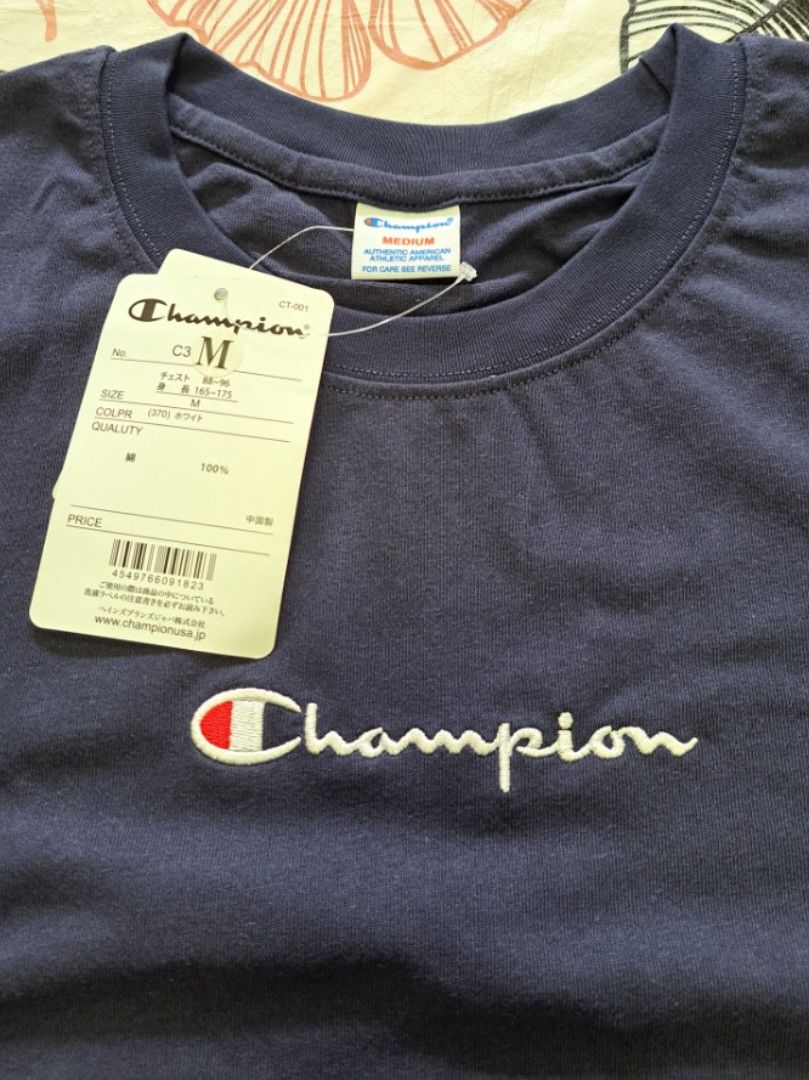 Champion
MEDIUM
AUTHENTIC AMERICAN
ATHLETIC APPAREL
FOR CARE SEE REVERSE
CT-001
Champion
No. C3 M
チェスト 88~96
身 長 165~175
SIZE M
COLPR (370) ホワイト
QUALUTY
綿 100%
PRICE 中国製
4549766091823
ご使用の際は商品の中についている
洗濯ラベルの注意書きを必ずお読み下さい。
ヘインズブランズジャパ株式会社
www.championusa.jp
Champion